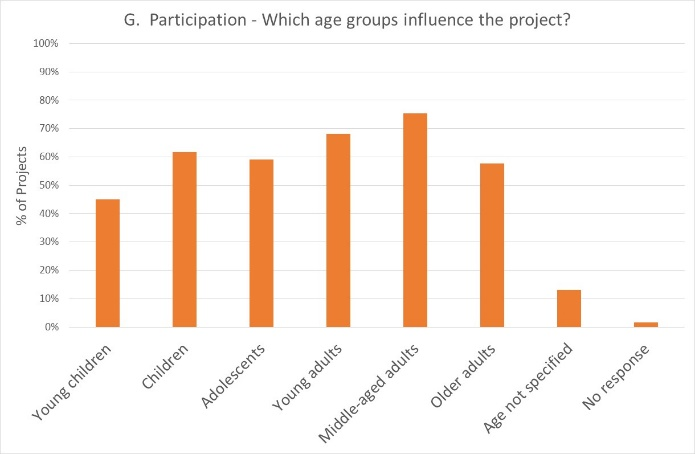 G.  Participation - Which age groups influence the project?
100%
90%
80%
70%
60%
50%
40%
30%
20%
10%
0%
% of Projects
Young children
Children
Adolescents
Young adults
Middle-aged adults
Older adults
Age not specified
No response